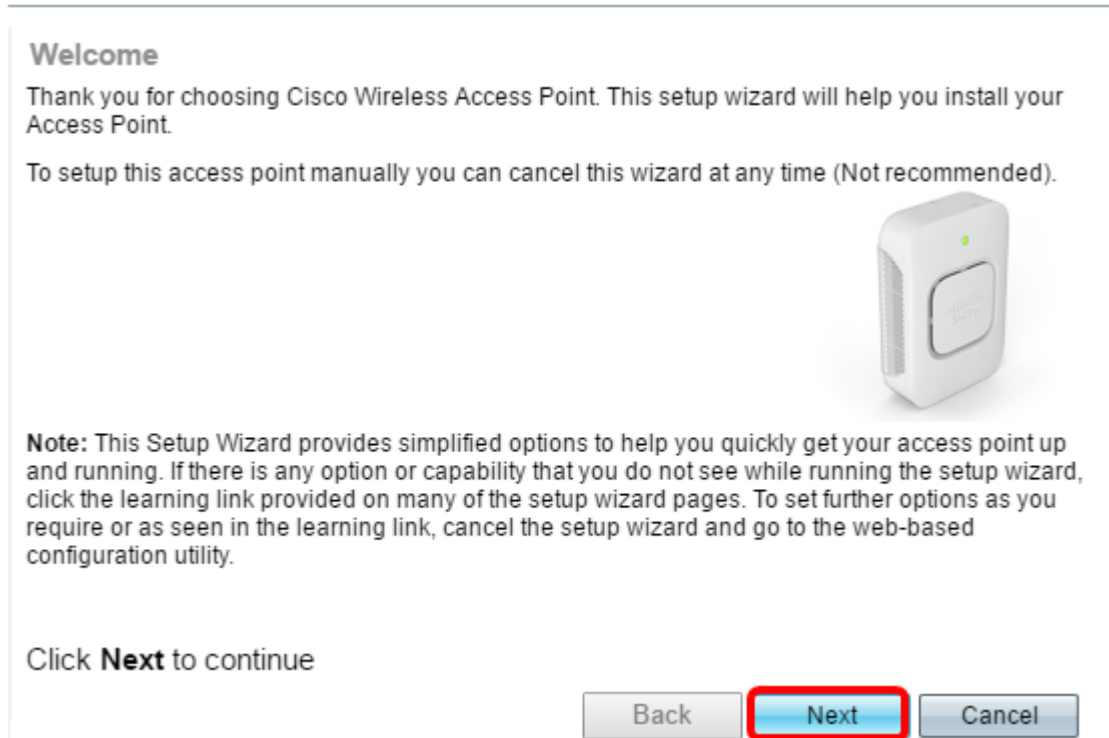 Welcome
Thank you for choosing Cisco Wireless Access Point. This setup wizard will help you install your
Access Point.
To setup this access point manually you can cancel this wizard at any time (Not recommended).
Note: This Setup Wizard provides simplified options to help you quickly get your access point up
and running. If there is any option or capability that you do not see while running the setup wizard,
click the learning link provided on many of the setup wizard pages. To set further options as you
require or as seen in the learning link, cancel the setup wizard and go to the web-based
configuration utility.
Click Next to continue
Back
Next
Cancel